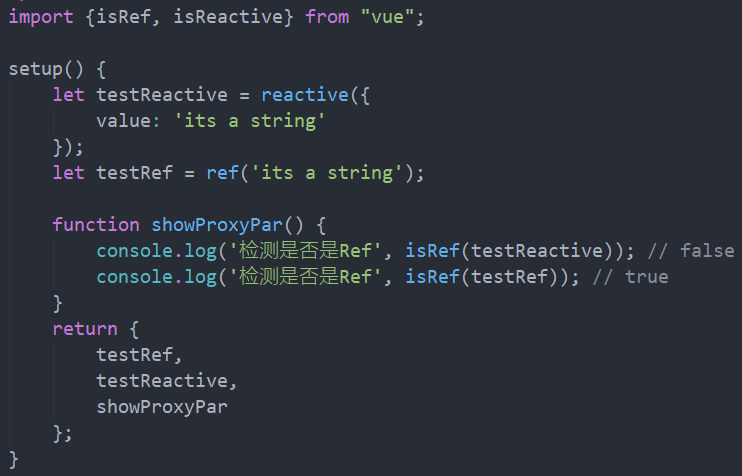 import {isRef, isReactive} from "vue";
setup() {
    let testReactive = reactive({
        value: 'its a string'
    });
    let testRef = ref('its a string');
    function showProxyPar() {
        console.log('检测是否是Ref', isRef(testReactive)); // false
        console.log('检测是否是Ref', isRef(testRef)); // true
    }
    return {
        testRef,
        testReactive,
        showProxyPar
    };
}